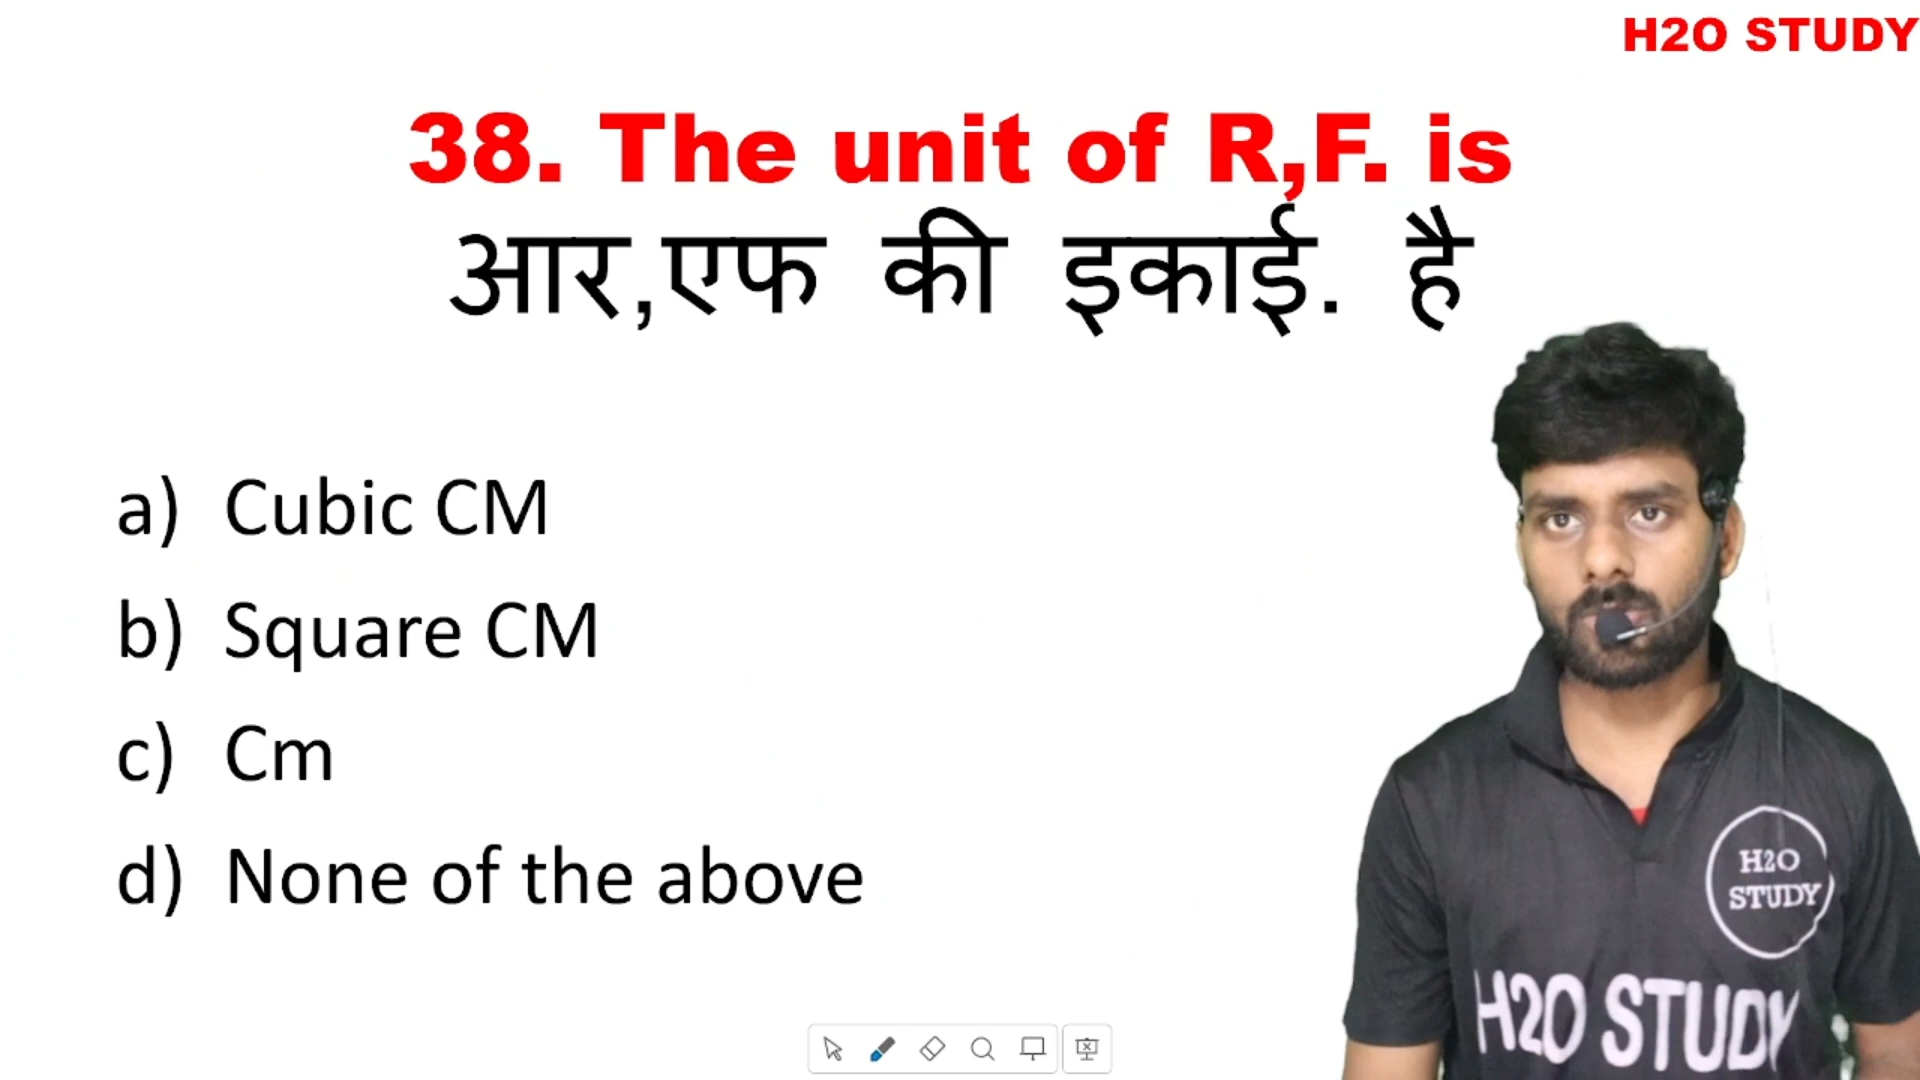 H2O STUDY
38. The unit of R,F. is
आर,एफ की इकाई. है
a) Cubic CM
b) Square CM
c) Cm
d) None of the above
H2O
STUDY
H2O STUDY